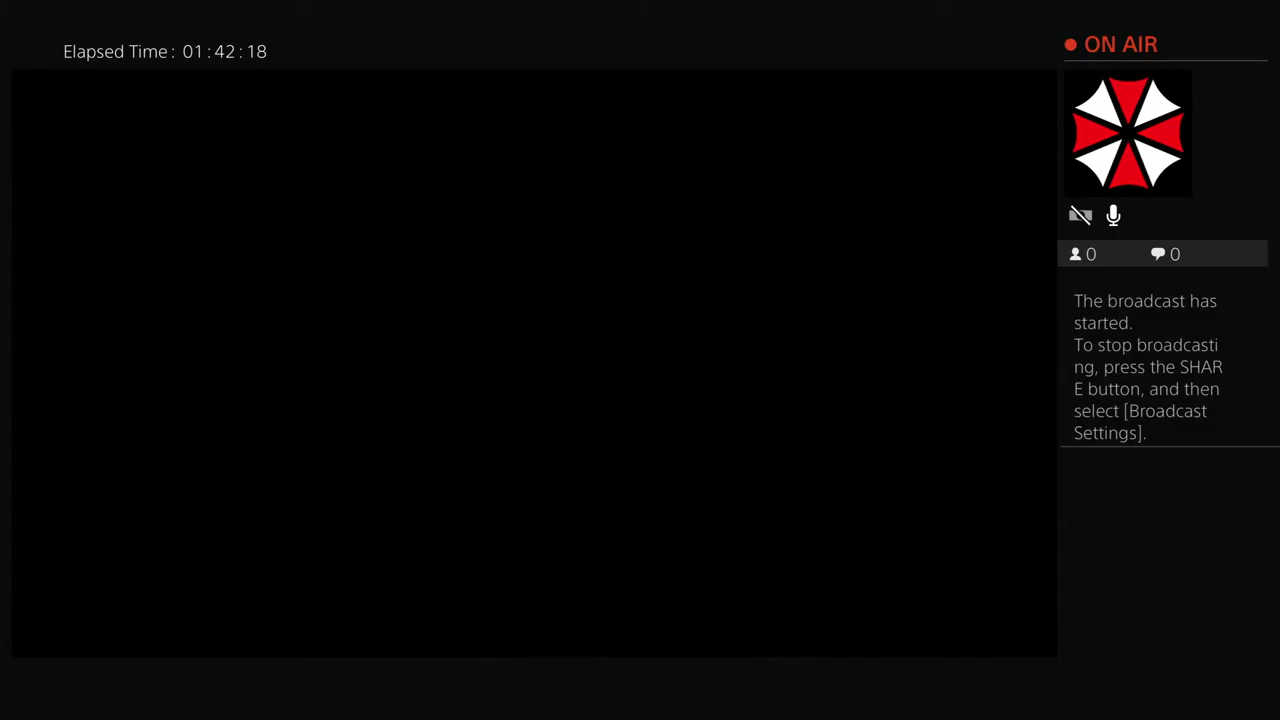 Elapsed Time: 01:42:18
ON AIR
0 0
The broadcast has
started.
To stop broadcasti
ng, press the SHAR
E button, and then
select [Broadcast
Settings].